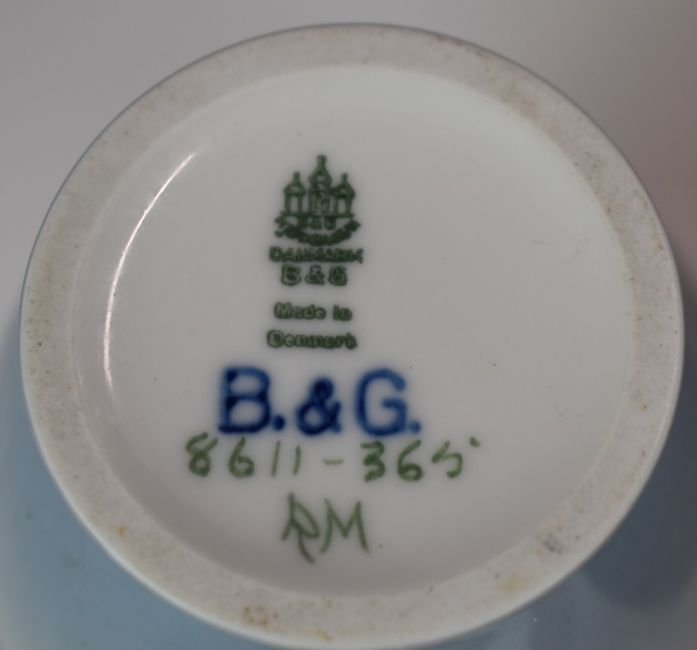 DANMARK
B & G
Made in
Denmark
B.&G.
8611-365
RM